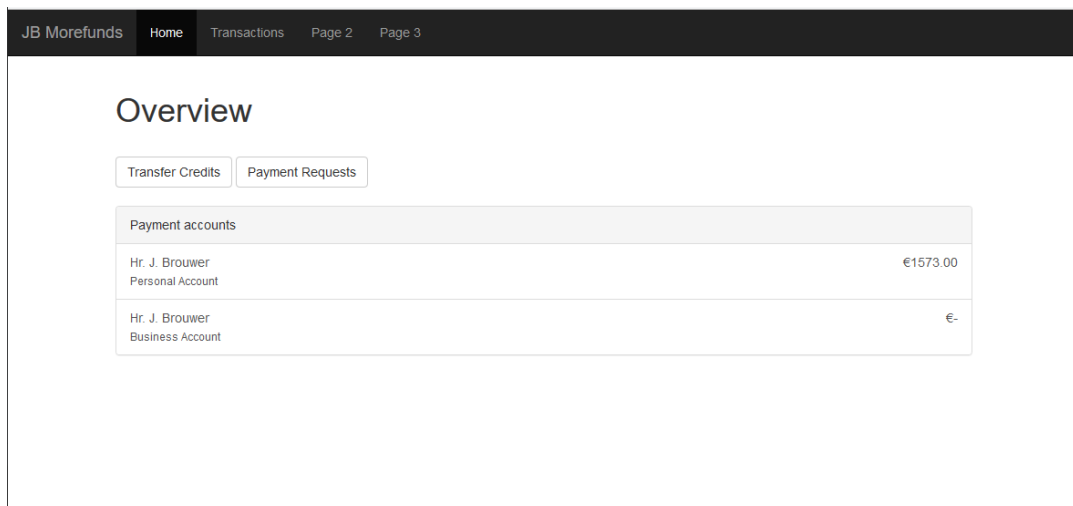 JB Morefunds Home Transactions Page 2 Page 3
Overview
Transfer Credits Payment Requests
Payment accounts
Hr. J. Brouwer €1573.00
Personal Account
Hr. J. Brouwer €-
Business Account